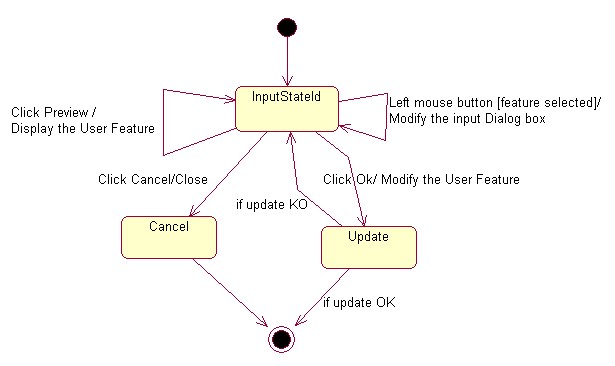 InputStateId
Click Preview /
Display the User Feature
Left mouse button [feature selected]/
Modify the input Dialog box
Click Cancel/Close
Click Ok/ Modify the User Feature
if update KO
Cancel
Update
if update OK